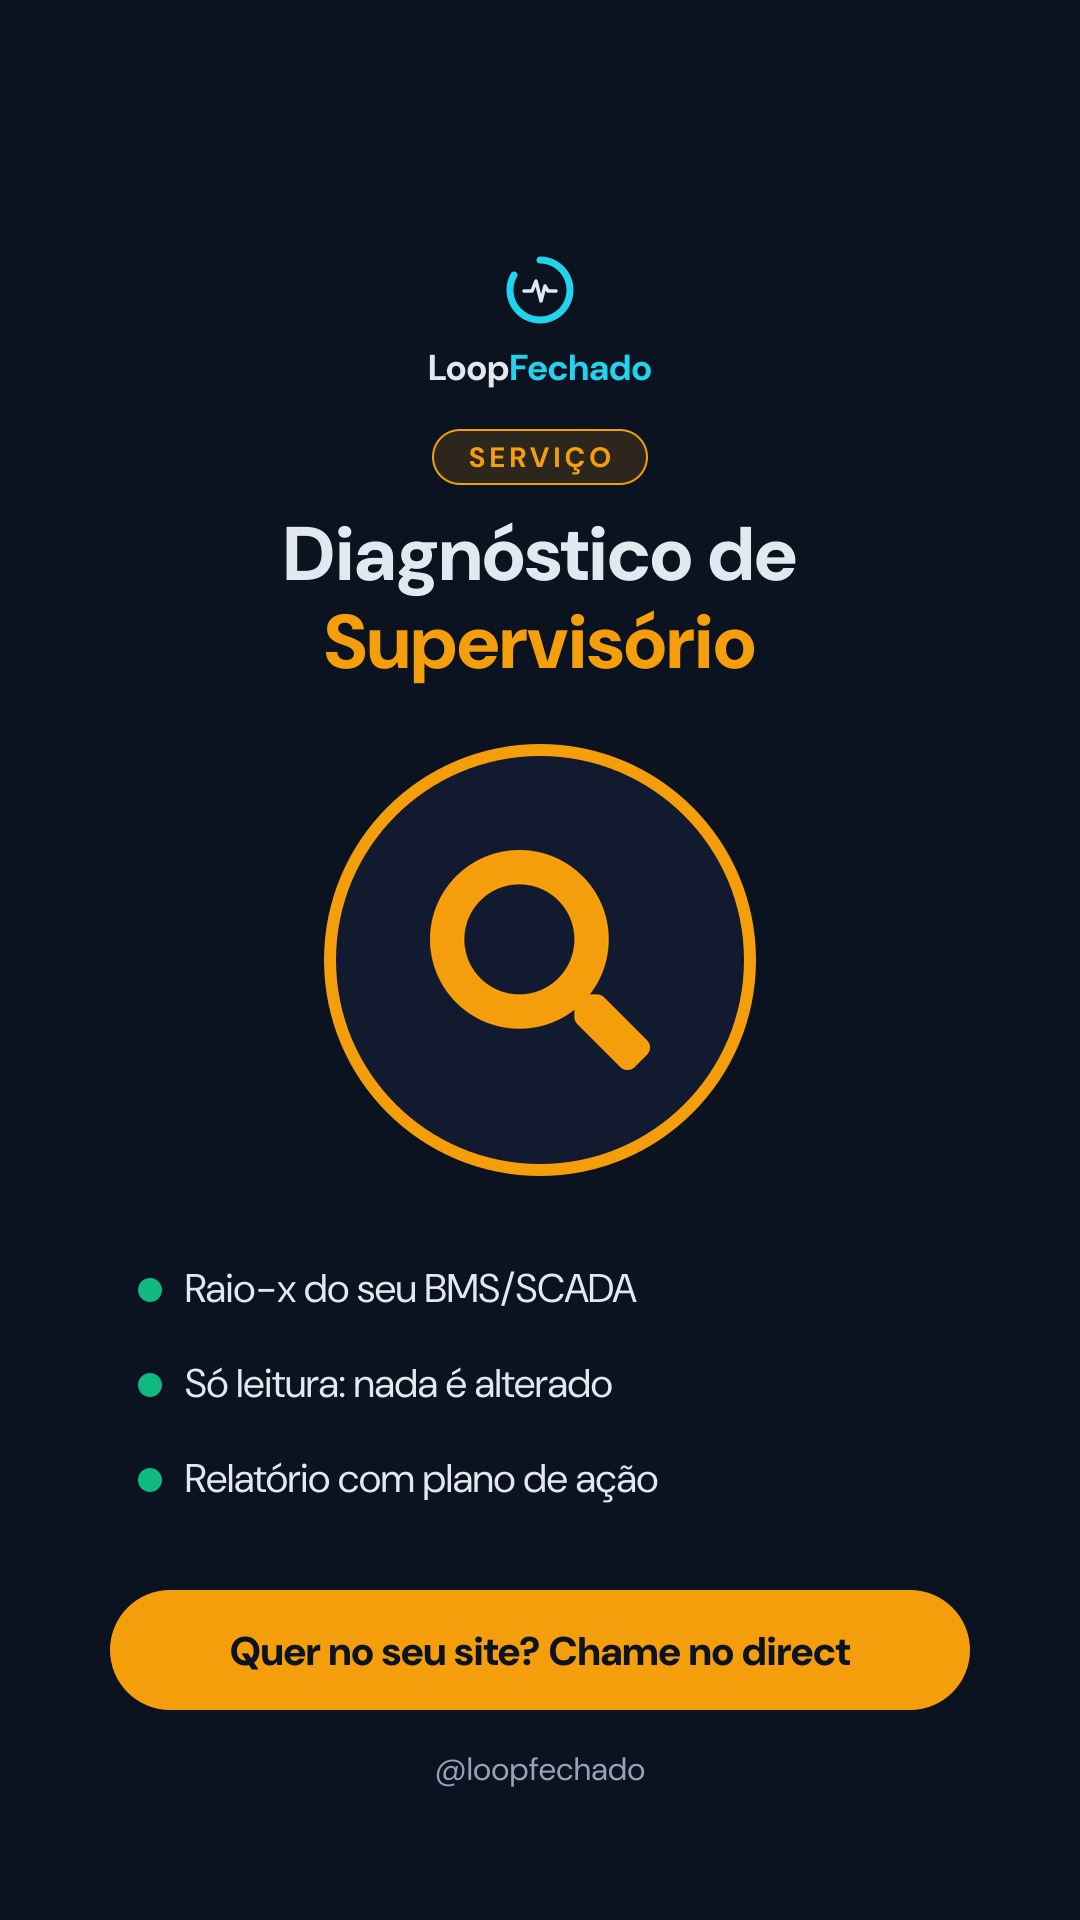 LoopFechado
SERVIÇO
Diagnóstico de
Supervisório
Raio-x do seu BMS/SCADA
Só leitura: nada é alterado
Relatório com plano de ação
Quer no seu site? Chame no direct
@loopfechado